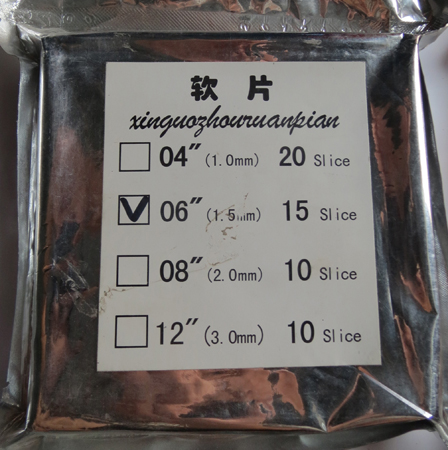 软片
xinguozhouruanpian
04" (1.0mm) 20 Slice
06" (1.5mm) 15 Slice
08" (2.0mm) 10 Slice
12" (3.0mm) 10 Slice